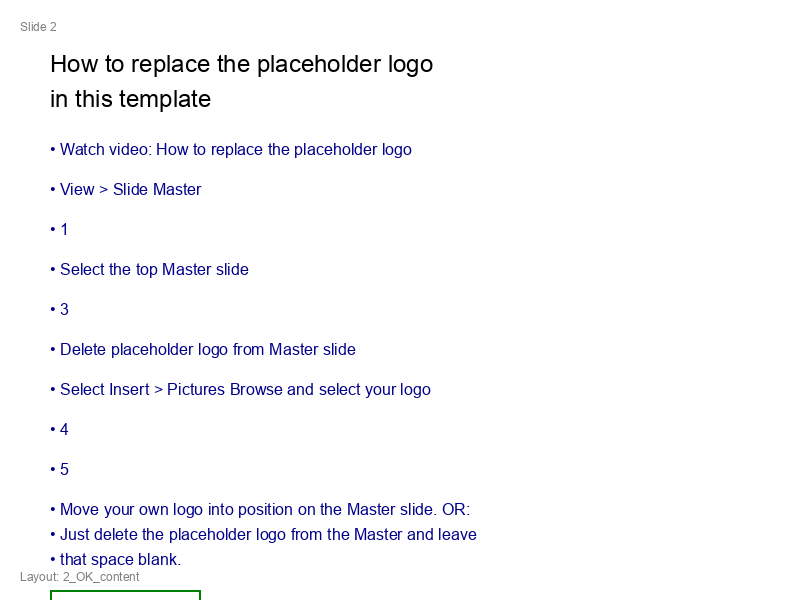 Slide 2
How to replace the placeholder logo
in this template
• Watch video: How to replace the placeholder logo
• View > Slide Master
• 1
• Select the top Master slide
• 3
• Delete placeholder logo from Master slide
• Select Insert > Pictures Browse and select your logo
• 4
• 5
• Move your own logo into position on the Master slide. OR:
• Just delete the placeholder logo from the Master and leave
• that space blank.
Layout: 2_OK_content